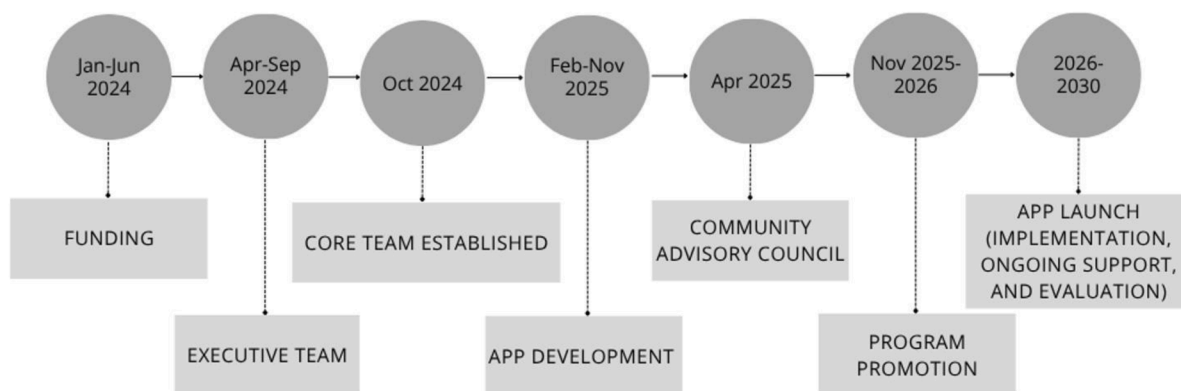 Jan-Jun
2024
Apr-Sep
2024
Oct 2024
Feb-Nov
2025
Apr 2025
Nov 2025-
2026
2026-
2030
FUNDING
EXECUTIVE TEAM
CORE TEAM ESTABLISHED
APP DEVELOPMENT
COMMUNITY
ADVISORY COUNCIL
PROGRAM
PROMOTION
APP LAUNCH
(IMPLEMENTATION,
ONGOING SUPPORT,
AND EVALUATION)